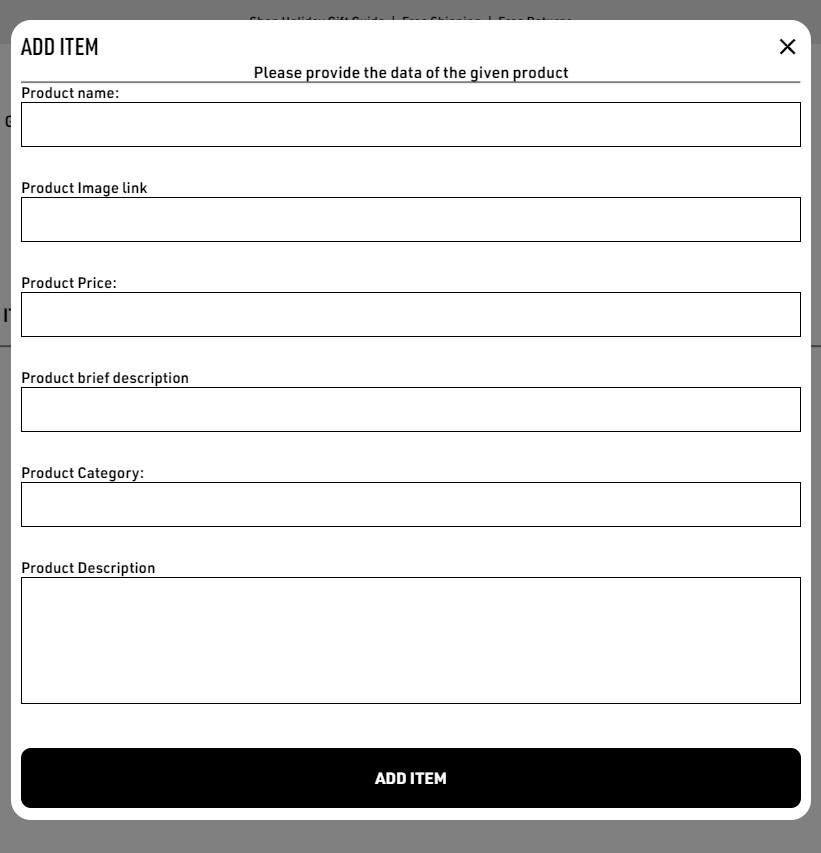 Shop Holiday Gift Guide | Free Shipping | Free Returns
ADD ITEM
Please provide the data of the given product
Product name:
Product Image link
Product Price:
Product brief description
Product Category:
Product Description
ADD ITEM